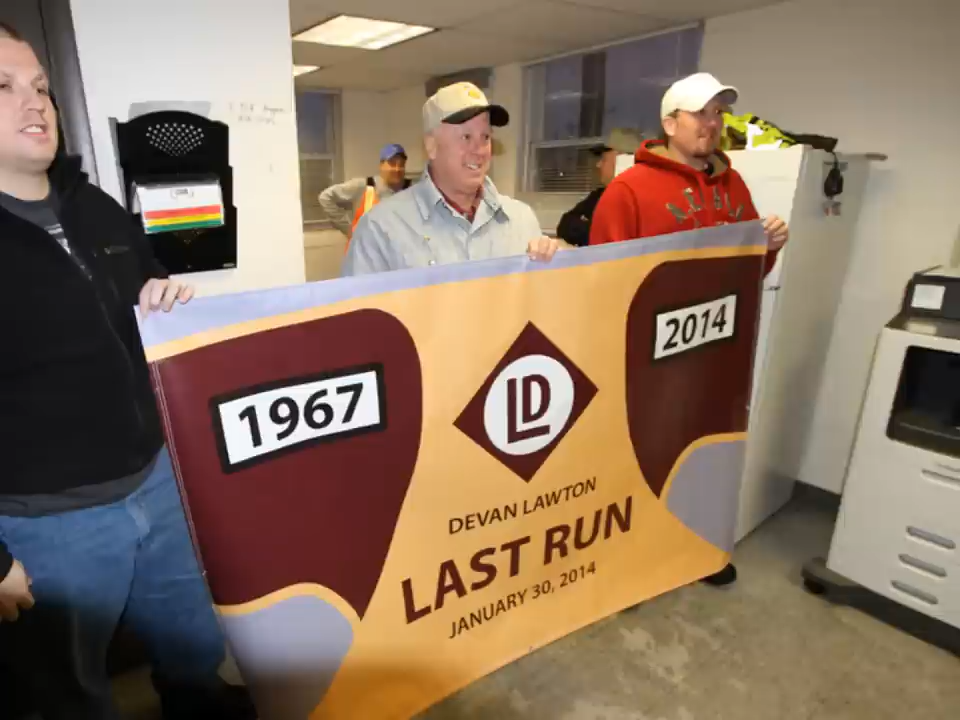 1967
2014
LD
DEVAN LAWTON
LAST RUN
JANUARY 30, 2014